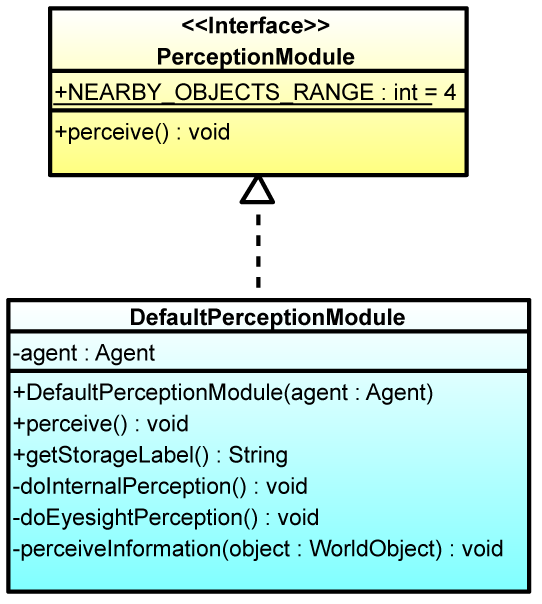 <<Interface>>
PerceptionModule
+NEARBY_OBJECTS_RANGE : int = 4
+perceive() : void
DefaultPerceptionModule
-agent : Agent
+DefaultPerceptionModule(agent : Agent)
+perceive() : void
+getStorageLabel() : String
-doInternalPerception() : void
-doEyesightPerception() : void
-perceiveInformation(object : WorldObject) : void